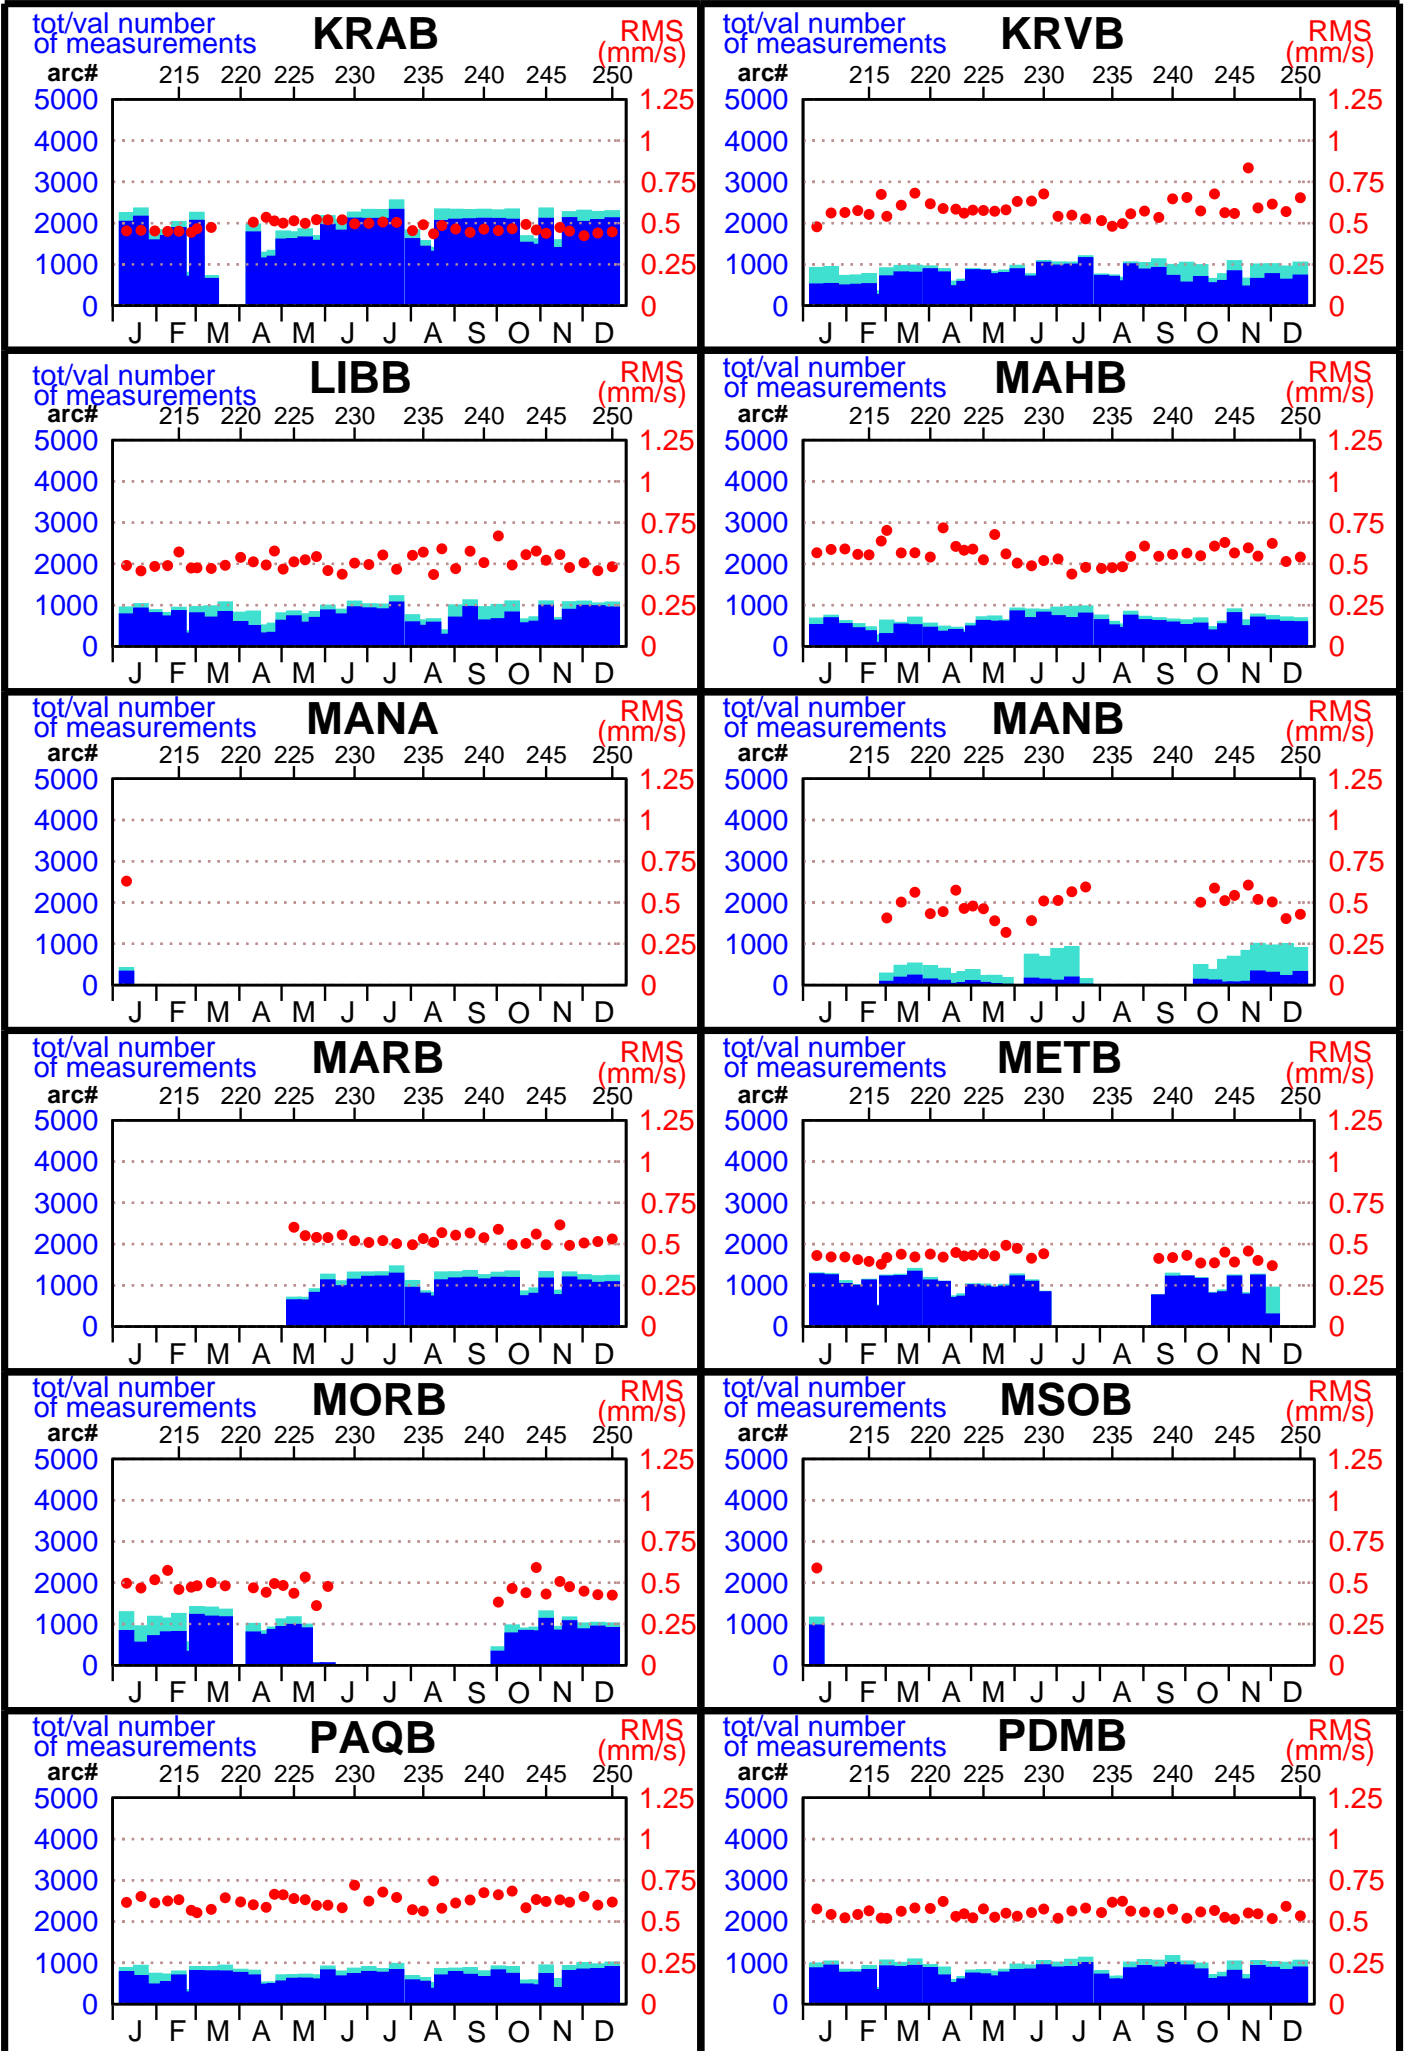 tot/val number
of measurements
KRAB
RMS
(mm/s)
arc#
215 220 225 230 235 240 245 250
5000 1.25
4000 1
3000 0.75
2000 0.5
1000 0.25
0 0
J F M A M J J A S O N D
tot/val number
of measurements
KRVB
RMS
(mm/s)
arc#
215 220 225 230 235 240 245 250
5000 1.25
4000 1
3000 0.75
2000 0.5
1000 0.25
0 0
J F M A M J J A S O N D
tot/val number
of measurements
LIBB
RMS
(mm/s)
arc#
215 220 225 230 235 240 245 250
5000 1.25
4000 1
3000 0.75
2000 0.5
1000 0.25
0 0
J F M A M J J A S O N D
tot/val number
of measurements
MAHB
RMS
(mm/s)
arc#
215 220 225 230 235 240 245 250
5000 1.25
4000 1
3000 0.75
2000 0.5
1000 0.25
0 0
J F M A M J J A S O N D
tot/val number
of measurements
MANA
RMS
(mm/s)
arc#
215 220 225 230 235 240 245 250
5000 1.25
4000 1
3000 0.75
2000 0.5
1000 0.25
0 0
J F M A M J J A S O N D
tot/val number
of measurements
MANB
RMS
(mm/s)
arc#
215 220 225 230 235 240 245 250
5000 1.25
4000 1
3000 0.75
2000 0.5
1000 0.25
0 0
J F M A M J J A S O N D
tot/val number
of measurements
MARB
RMS
(mm/s)
arc#
215 220 225 230 235 240 245 250
5000 1.25
4000 1
3000 0.75
2000 0.5
1000 0.25
0 0
J F M A M J J A S O N D
tot/val number
of measurements
METB
RMS
(mm/s)
arc#
215 220 225 230 235 240 245 250
5000 1.25
4000 1
3000 0.75
2000 0.5
1000 0.25
0 0
J F M A M J J A S O N D
tot/val number
of measurements
MORB
RMS
(mm/s)
arc#
215 220 225 230 235 240 245 250
5000 1.25
4000 1
3000 0.75
2000 0.5
1000 0.25
0 0
J F M A M J J A S O N D
tot/val number
of measurements
MSOB
RMS
(mm/s)
arc#
215 220 225 230 235 240 245 250
5000 1.25
4000 1
3000 0.75
2000 0.5
1000 0.25
0 0
J F M A M J J A S O N D
tot/val number
of measurements
PAQB
RMS
(mm/s)
arc#
215 220 225 230 235 240 245 250
5000 1.25
4000 1
3000 0.75
2000 0.5
1000 0.25
0 0
J F M A M J J A S O N D
tot/val number
of measurements
PDMB
RMS
(mm/s)
arc#
215 220 225 230 235 240 245 250
5000 1.25
4000 1
3000 0.75
2000 0.5
1000 0.25
0 0
J F M A M J J A S O N D